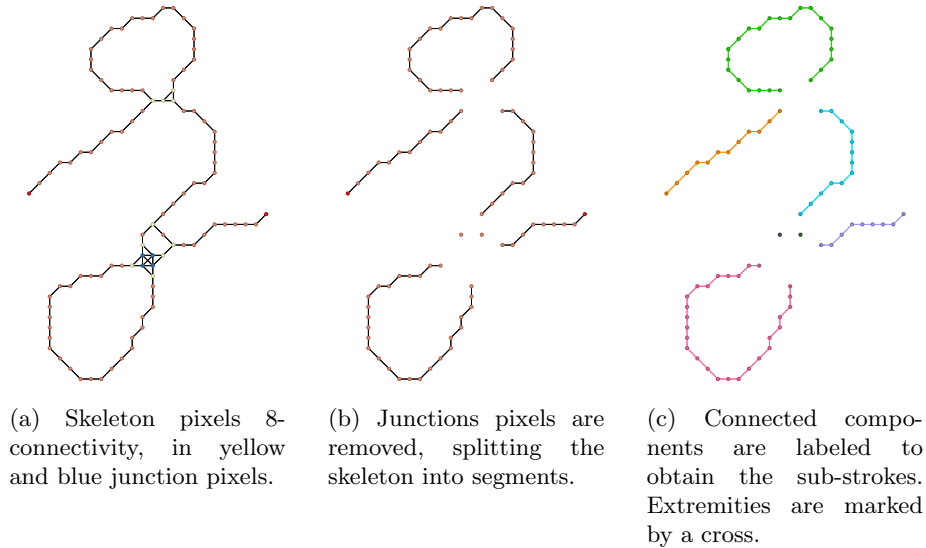 (a) Skeleton pixels 8-
connectivity, in yellow
and blue junction pixels.
(b) Junctions pixels are
removed, splitting the
skeleton into segments.
(c) Connected compo-
nents are labeled to
obtain the sub-strokes.
Extremities are marked
by a cross.